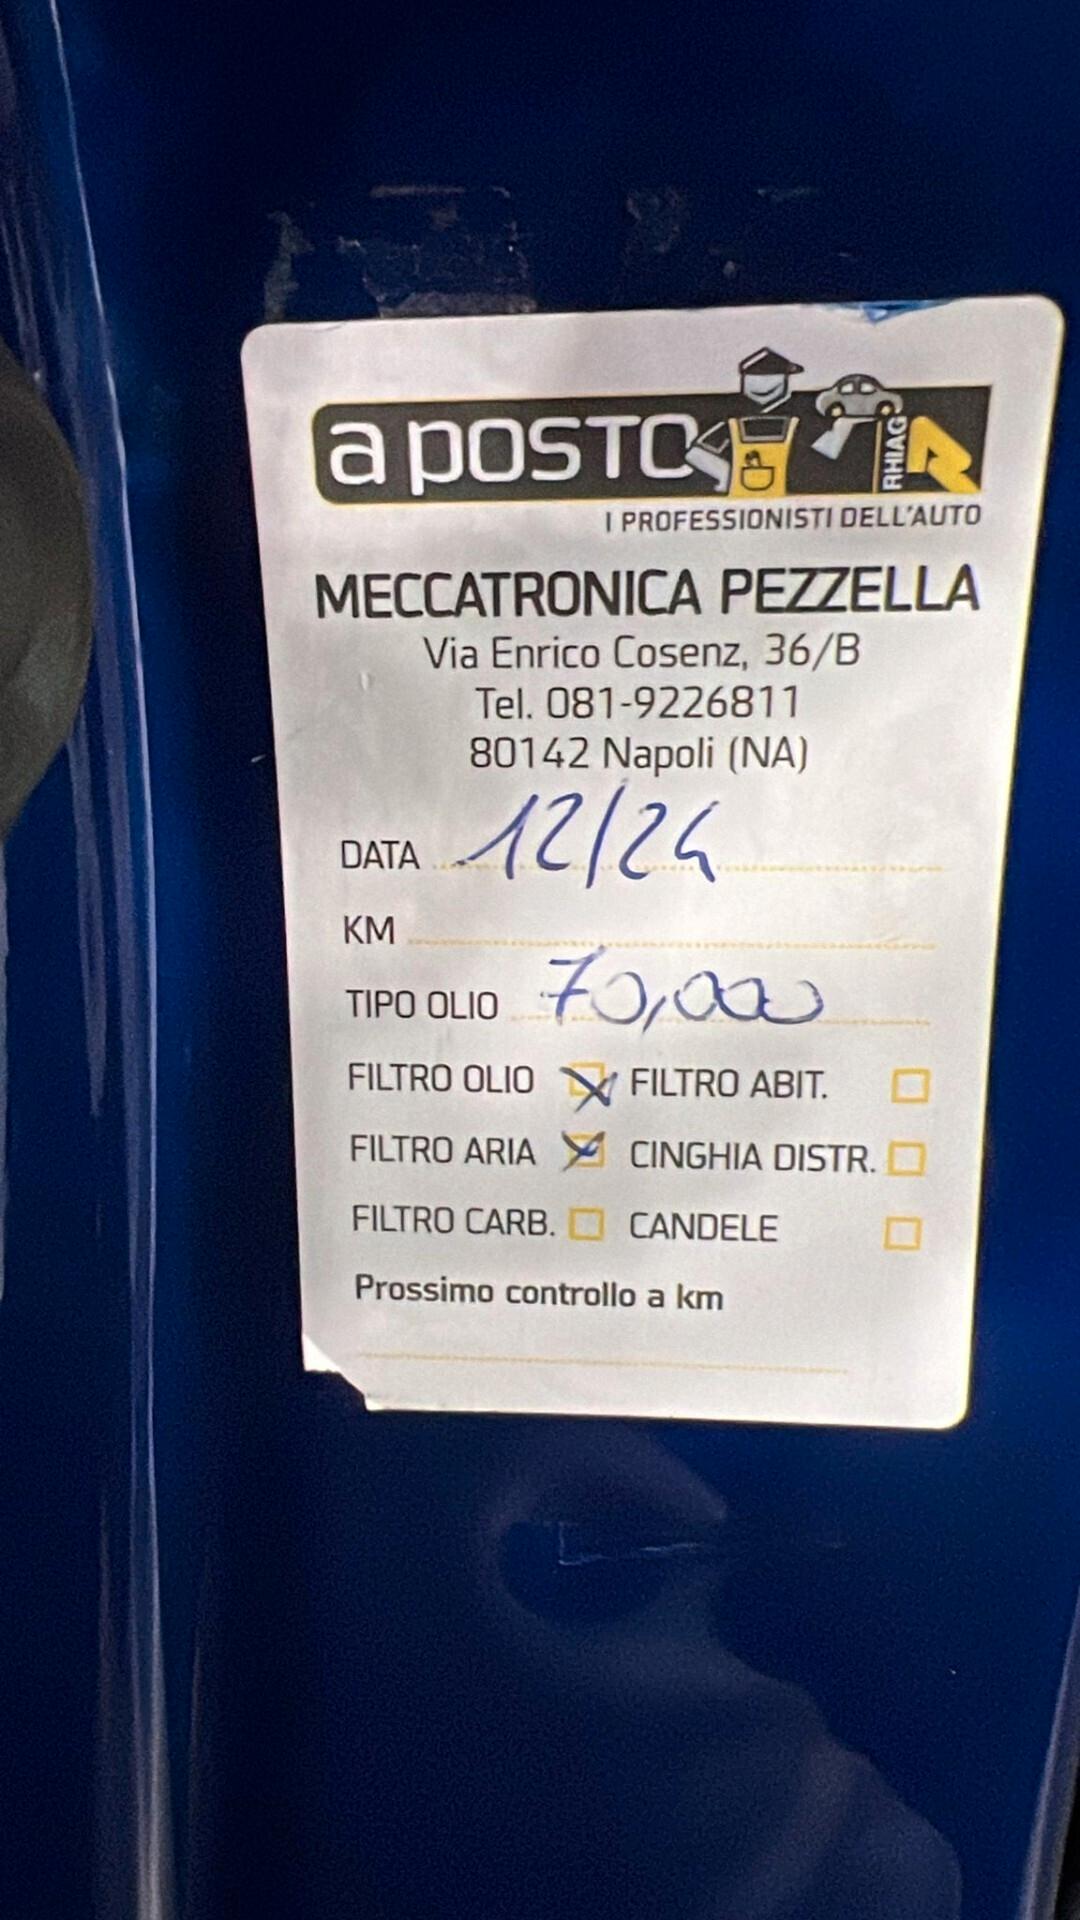 a posto
RHIAG
I PROFESSIONISTI DELL'AUTO
MECCATRONICA PEZZELLA
Via Enrico Cosenz, 36/B
Tel. 081-9226811
80142 Napoli (NA)
DATA 12/24
KM
TIPO OLIO 70,000
FILTRO OLIO FILTRO ABIT.
FILTRO ARIA CINGHIA DISTR.
FILTRO CARB. CANDELE
Prossimo controllo a km